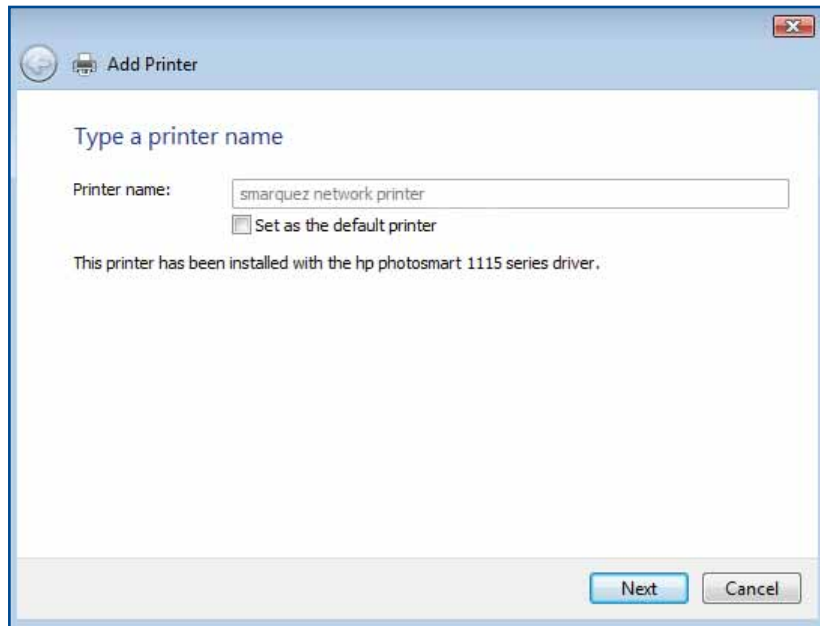 Add Printer
Type a printer name
Printer name:
smarquez network printer
Set as the default printer
This printer has been installed with the hp photosmart 1115 series driver.
Next
Cancel